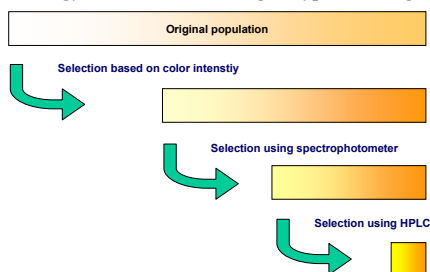 Original population
Selection based on color intenstiy
Selection using spectrophotometer
Selection using HPLC